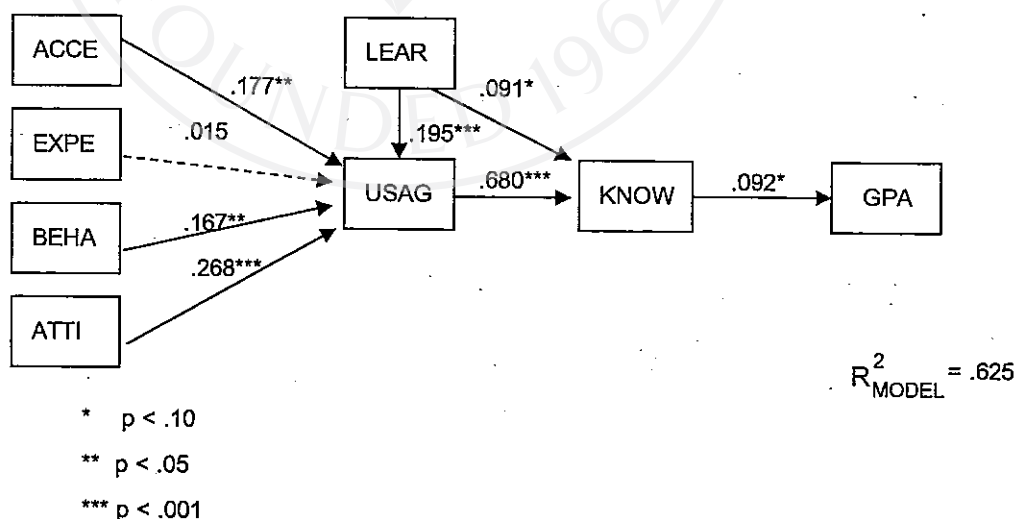 ACCE
LEAR
.177**
.091*
EXPE
.015
.195***
USAG
.680***
KNOW
.092*
GPA
BEHA
.167**
.268***
ATTI
R²MODEL = .625
* p < .10
** p < .05
*** p < .001